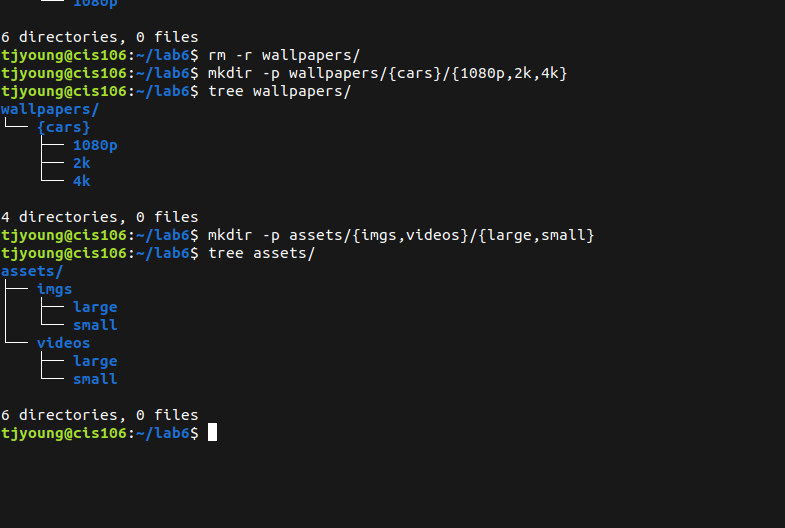 └── 1080p

6 directories, 0 files
tjyoung@cis106:~/lab6$ rm -r wallpapers/
tjyoung@cis106:~/lab6$ mkdir -p wallpapers/{cars}/{1080p,2k,4k}
tjyoung@cis106:~/lab6$ tree wallpapers/
wallpapers/
└── {cars}
    ├── 1080p
    ├── 2k
    └── 4k

4 directories, 0 files
tjyoung@cis106:~/lab6$ mkdir -p assets/{imgs,videos}/{large,small}
tjyoung@cis106:~/lab6$ tree assets/
assets/
├── imgs
│   ├── large
│   └── small
└── videos
    ├── large
    └── small

6 directories, 0 files
tjyoung@cis106:~/lab6$